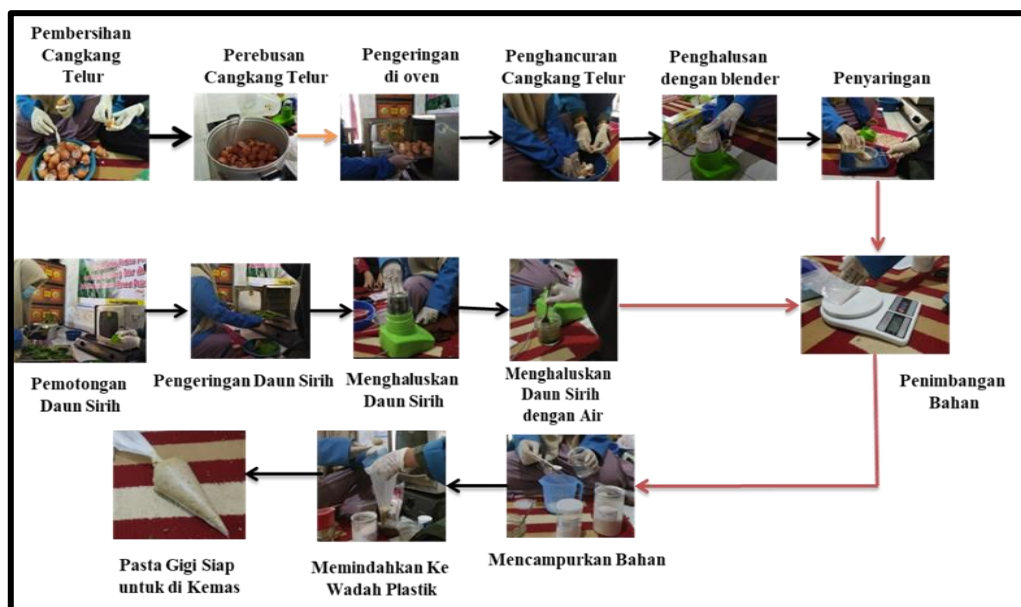 Pembersihan
Cangkang
Telur
Perebusan
Cangkang Telur
Pengeringan
di oven
Penghancuran
Cangkang Telur
Penghalusan
dengan blender
Penyaringan
Pemotongan
Daun Sirih
Pengeringan Daun Sirih
Menghaluskan
Daun Sirih
Menghaluskan
Daun Sirih
dengan Air
Penimbangan
Bahan
Pasta Gigi Siap
untuk di Kemas
Memindahkan Ke
Wadah Plastik
Mencampurkan Bahan